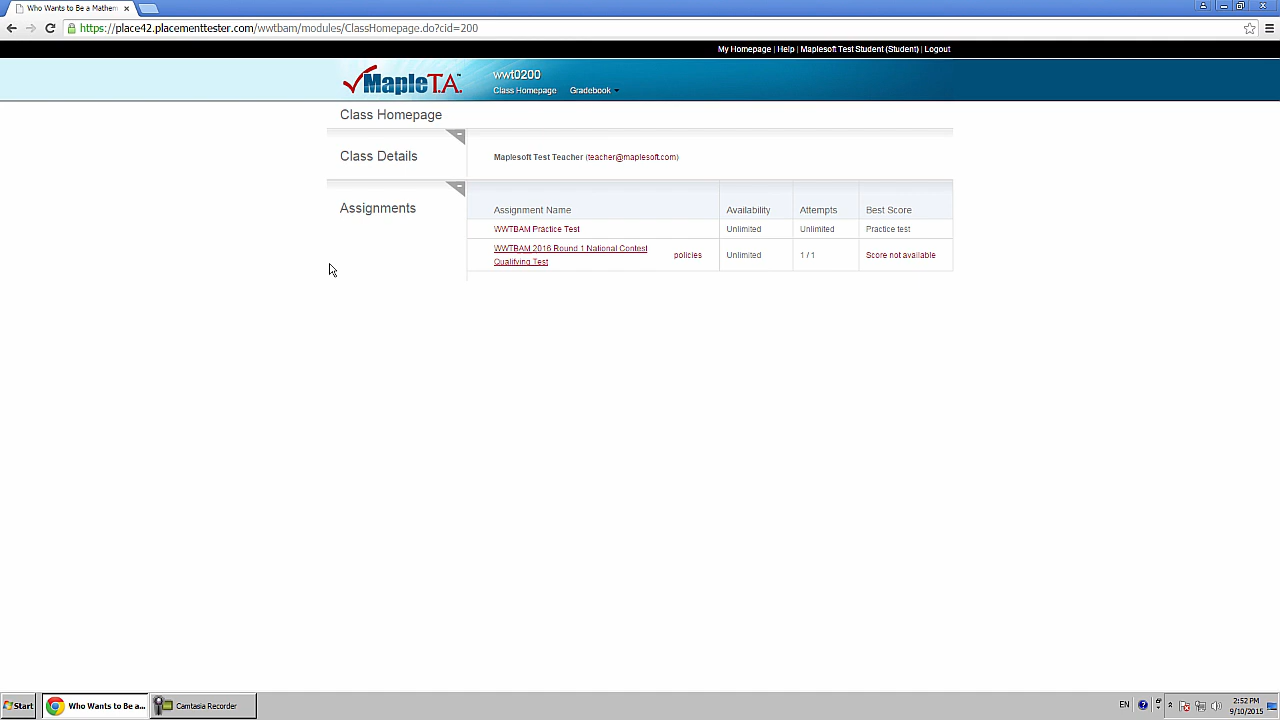 Who Wants to Be a Mathem
https://place42.placementtester.com/wwtbam/modules/ClassHomepage.do?cid=200
My Homepage | Help | Maplesoft Test Student (Student) | Logout
MapleT.A.™
wwt0200
Class Homepage Gradebook
Class Homepage
Class Details
Maplesoft Test Teacher (teacher@maplesoft.com)
Assignments
Assignment Name Availability Attempts Best Score
WWTBAM Practice Test Unlimited Unlimited Practice test
WWTBAM 2016 Round 1 National Contest
Qualifying Test policies Unlimited 1 / 1 Score not available
Start Who Wants to Be a... Camtasia Recorder EN 2:52 PM
9/10/2015